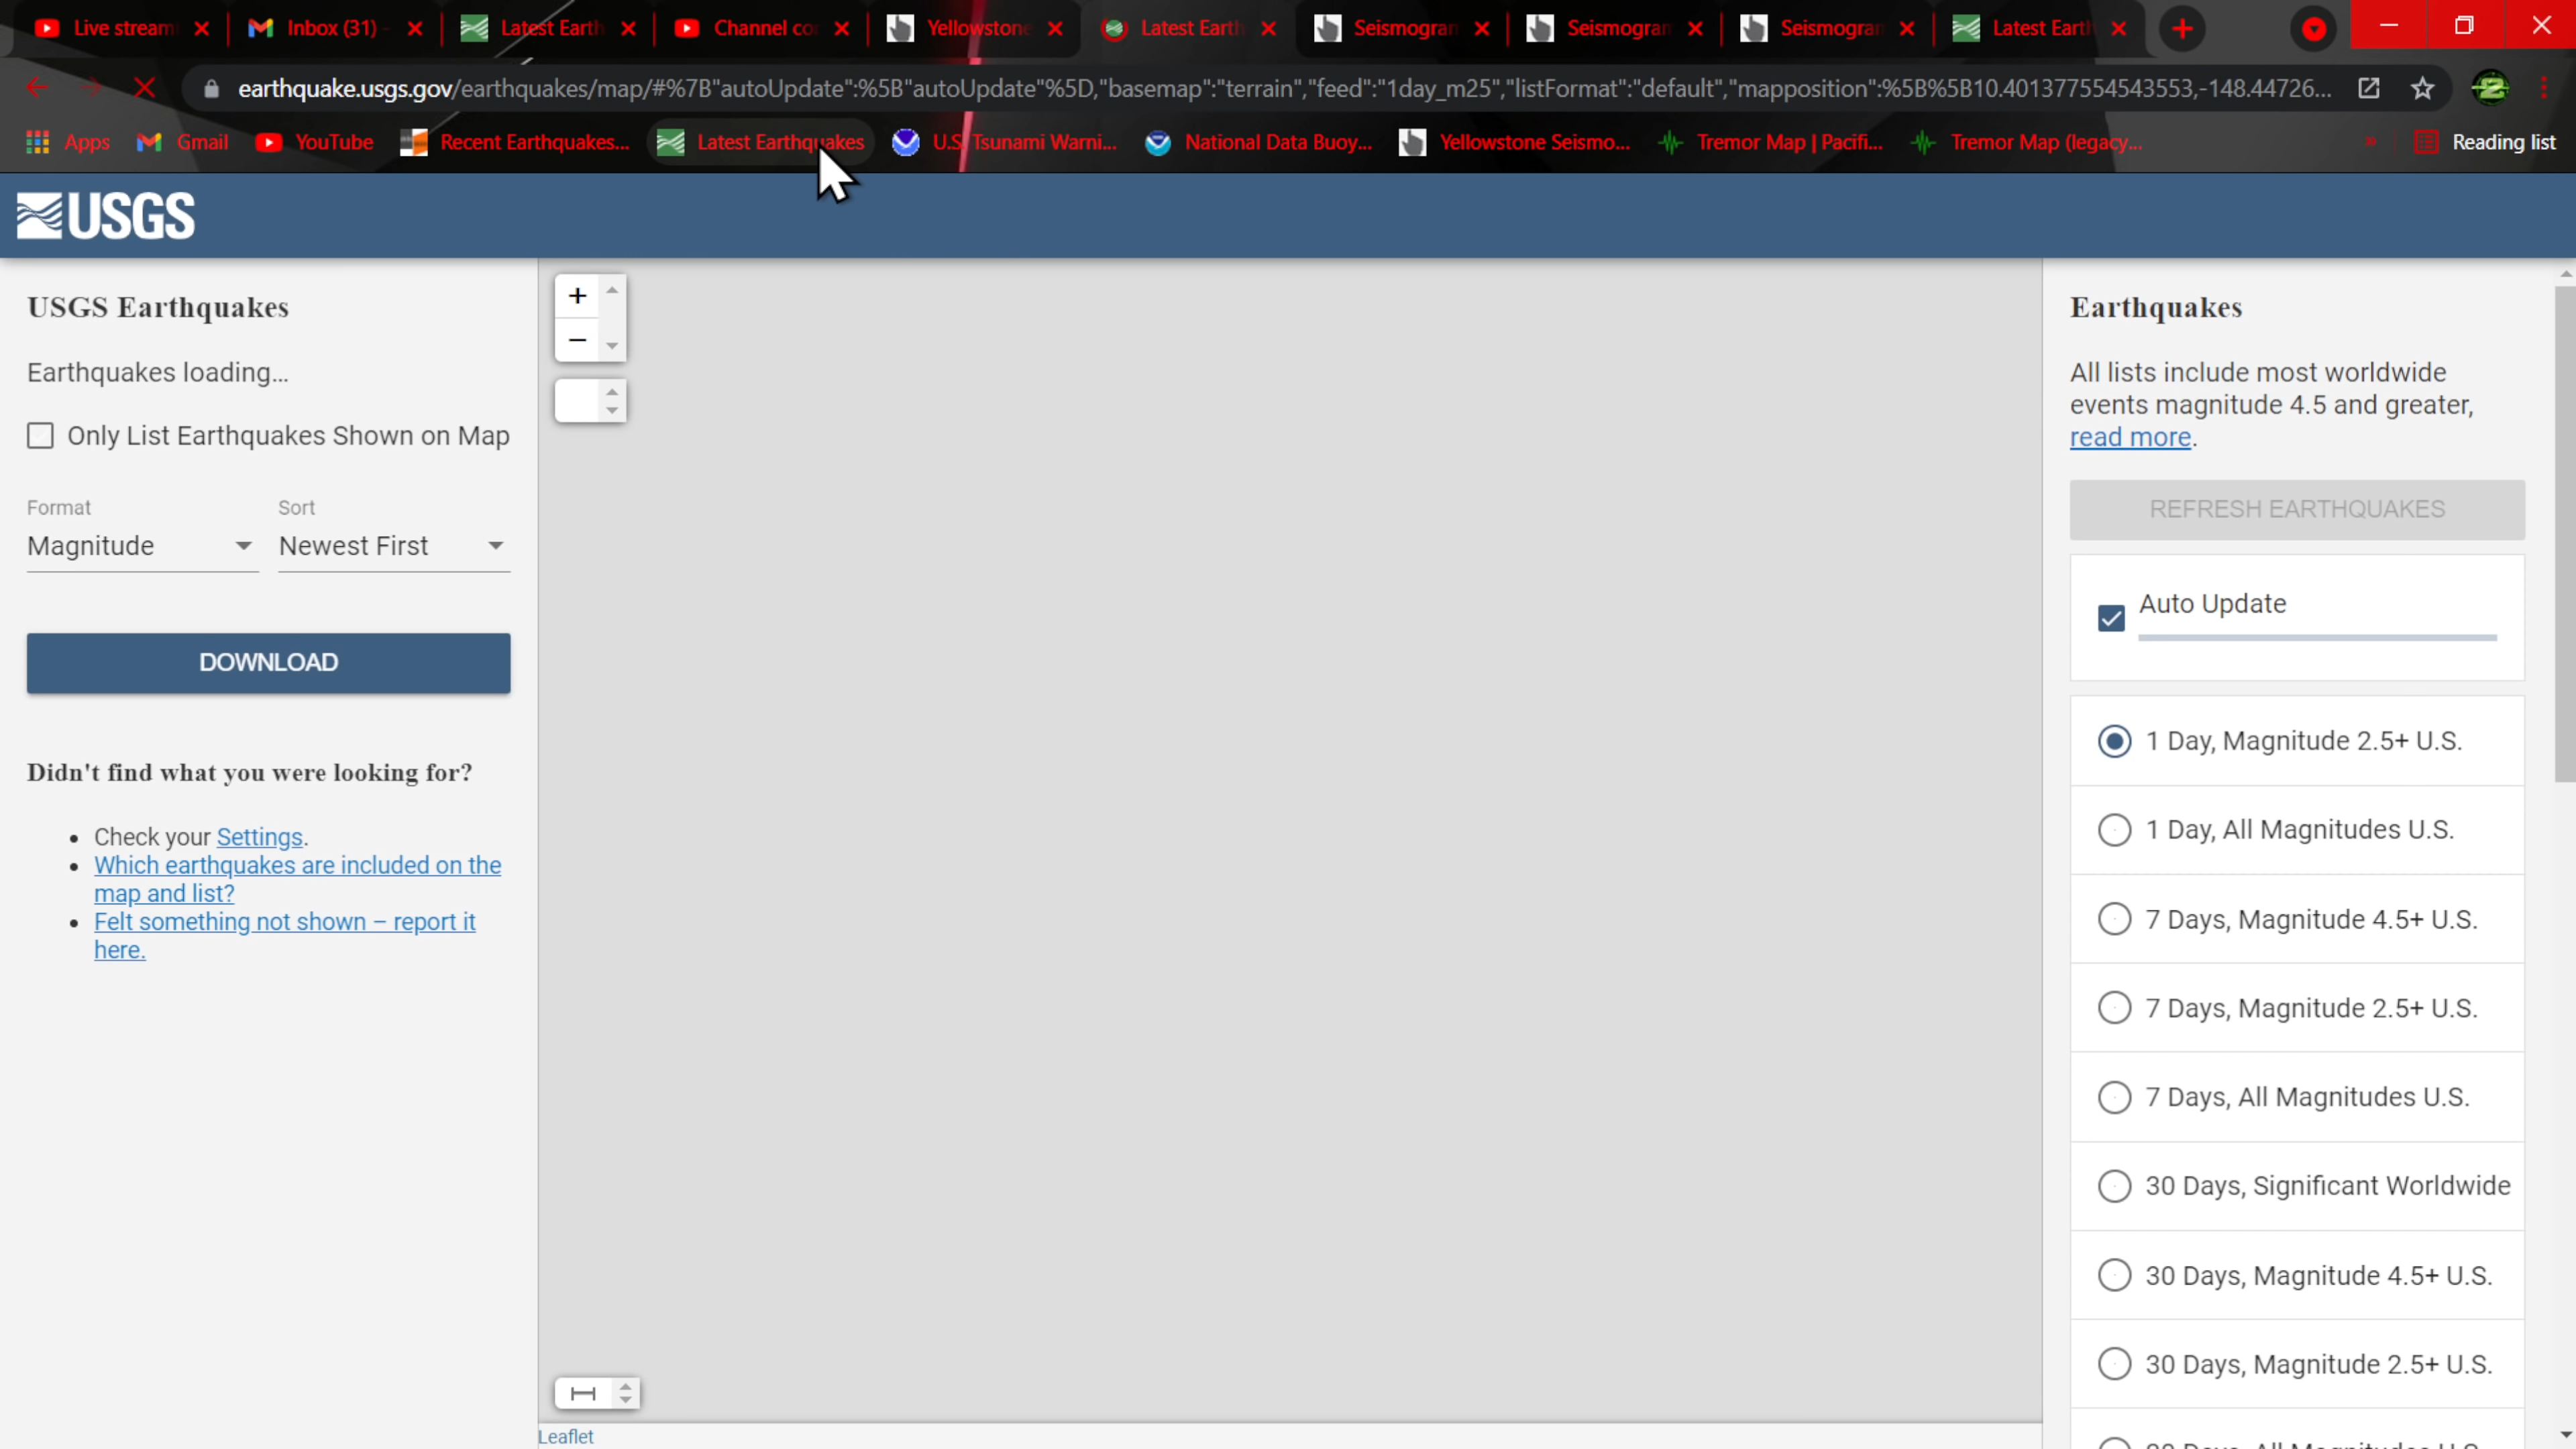 Live stream
Inbox (31) -
Latest Earth
Channel co
Yellowstone
Latest Earth
Seismogram
Seismogram
Seismogram
Latest Earth
earthquake.usgs.gov/earthquakes/map/#%7B"autoUpdate":%5B"autoUpdate"%5D,"basemap":"terrain","feed":"1day_m25","listFormat":"default","mapposition":%5B%5B10.401377554543553,-148.44726...
Apps
Gmail
YouTube
Recent Earthquakes...
Latest Earthquakes
U.S. Tsunami Warni...
National Data Buoy...
Yellowstone Seismo...
Tremor Map | Pacifi...
Tremor Map (legacy...
Reading list
USGS
USGS Earthquakes
Earthquakes loading...
Only List Earthquakes Shown on Map
Format
Sort
Magnitude
Newest First
DOWNLOAD
Didn't find what you were looking for?
• Check your Settings.
• Which earthquakes are included on the
map and list?
• Felt something not shown – report it
here.
+
−
Leaflet
Earthquakes
All lists include most worldwide
events magnitude 4.5 and greater,
read more.
REFRESH EARTHQUAKES
Auto Update
1 Day, Magnitude 2.5+ U.S.
1 Day, All Magnitudes U.S.
7 Days, Magnitude 4.5+ U.S.
7 Days, Magnitude 2.5+ U.S.
7 Days, All Magnitudes U.S.
30 Days, Significant Worldwide
30 Days, Magnitude 4.5+ U.S.
30 Days, Magnitude 2.5+ U.S.